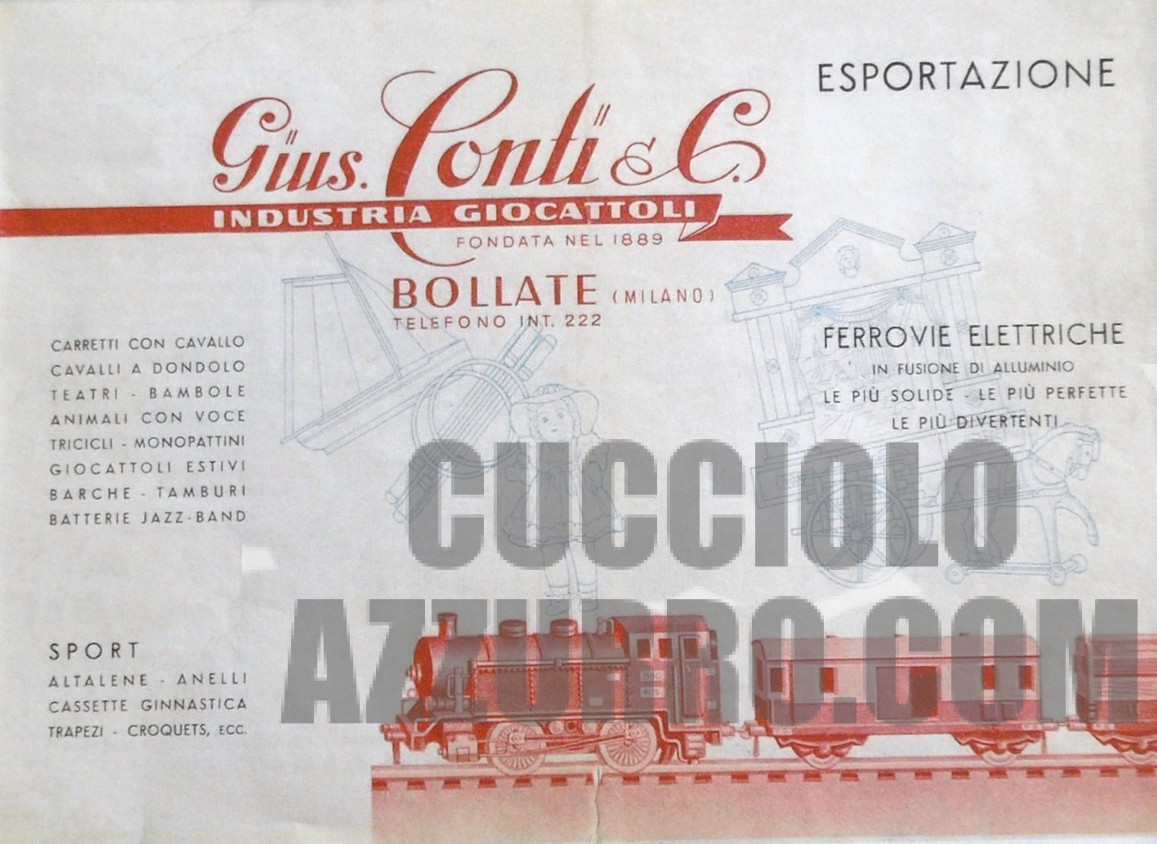 ESPORTAZIONE
Gius. Conti & C.
INDUSTRIA GIOCATTOLI
FONDATA NEL 1889
BOLLATE (MILANO)
TELEFONO INT. 222
CARRETTI CON CAVALLO
CAVALLI A DONDOLO
TEATRI - BAMBOLE
ANIMALI CON VOCE
TRICICLI - MONOPATTINI
GIOCATTOLI ESTIVI
BARCHE - TAMBURI
BATTERIE JAZZ-BAND
FERROVIE ELETTRICHE
IN FUSIONE DI ALLUMINIO
LE PIÙ SOLIDE - LE PIÙ PERFETTE
LE PIÙ DIVERTENTI
CUCCIOLO
AZZURRO.COM
SPORT
ALTALENE - ANELLI
CASSETTE GINNASTICA
TRAPEZI - CROQUETS, ECC.